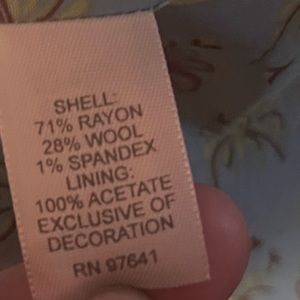 SHELL:
71% RAYON
28% WOOL
1% SPANDEX
LINING:
100% ACETATE
EXCLUSIVE OF
DECORATION
RN 97641